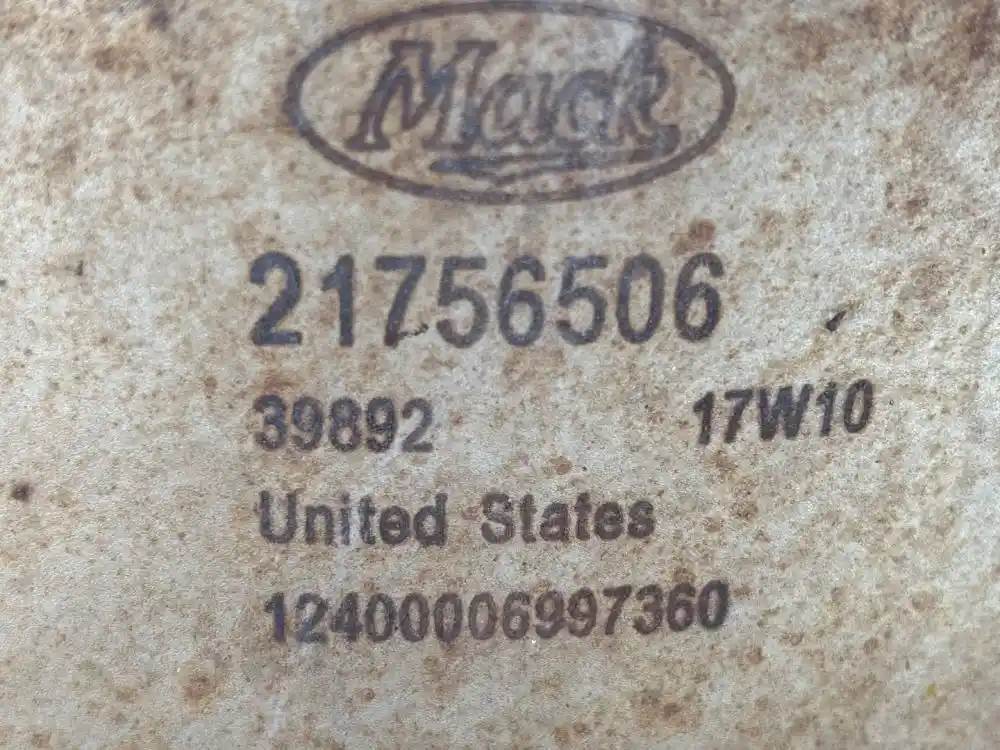 Mack
21756506
39892 17W10
United States
12400006997360